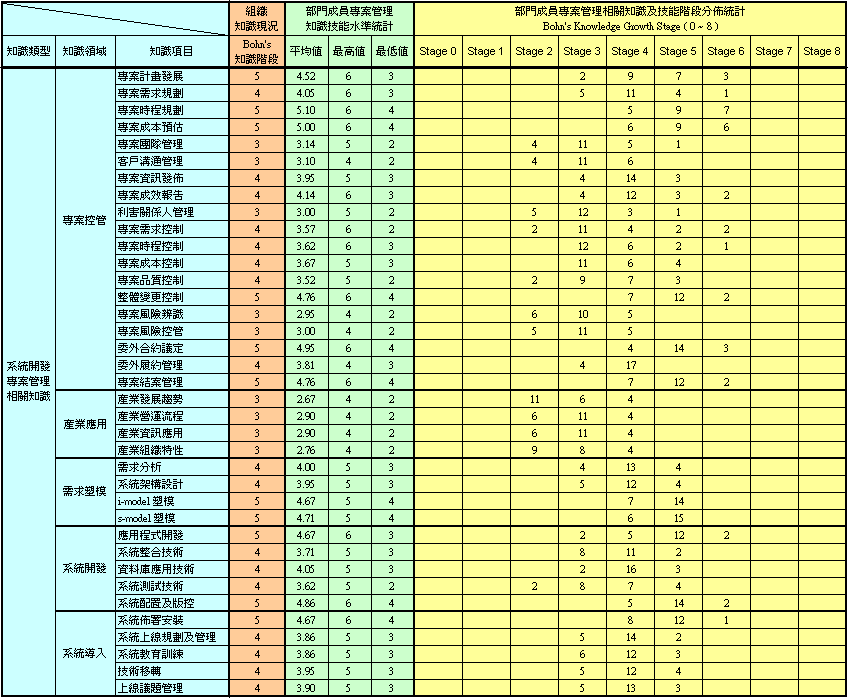 組織
知識現況
部門成員專案管理
知識技能水準統計
部門成員專案管理相關知識及技能階段分佈統計
Bohn's Knowledge Growth Stage ( 0 ~ 8 )
知識類型 知識領域 知識項目 Bohn's 知識階段 平均值 最高值 最低值 Stage 0 Stage 1 Stage 2 Stage 3 Stage 4 Stage 5 Stage 6 Stage 7 Stage 8
系統開發
專案管理
相關知識
專案控管
專案計畫發展 5 4.52 6 3 2 9 7 3
專案需求規劃 4 4.05 6 3 5 11 4 1
專案時程規劃 5 5.10 6 4 5 9 7
專案成本預估 5 5.00 6 4 6 9 6
專案團隊管理 3 3.14 5 2 4 11 5 1
客戶溝通管理 3 3.10 4 2 4 11 6
專案資訊發佈 4 3.95 5 3 4 14 3
專案成效報告 4 4.14 6 3 4 12 3 2
利害關係人管理 3 3.00 5 2 5 12 3 1
專案需求控制 4 3.57 6 2 2 11 4 2 2
專案時程控制 4 3.62 6 3 12 6 2 1
專案成本控制 4 3.67 5 3 11 6 4
專案品質控制 4 3.52 5 2 2 9 7 3
整體變更控制 5 4.76 6 4 7 12 2
專案風險辨識 3 2.95 4 2 6 10 5
專案風險控管 3 3.00 4 2 5 11 5
委外合約議定 5 4.95 6 4 4 14 3
委外履約管理 4 3.81 4 3 4 17
專案結案管理 5 4.76 6 4 7 12 2
產業應用
產業發展趨勢 3 2.67 4 2 11 6 4
產業營運流程 3 2.90 4 2 6 11 4
產業資訊應用 3 2.90 4 2 6 11 4
產業組織特性 3 2.76 4 2 9 8 4
需求塑模
需求分析 4 4.00 5 3 4 13 4
系統架構設計 4 3.95 5 3 5 12 4
i-model 塑模 5 4.67 5 4 7 14
s-model 塑模 5 4.71 5 4 6 15
系統開發
應用程式開發 5 4.67 6 3 2 5 12 2
系統整合技術 4 3.71 5 3 8 11 2
資料庫應用技術 4 4.05 5 3 2 16 3
系統測試技術 4 3.62 5 2 2 8 7 4
系統配置及版控 5 4.86 6 4 5 14 2
系統導入
系統佈署安裝 5 4.67 6 4 8 12 1
系統上線規劃及管理 4 3.86 5 3 5 14 2
系統教育訓練 4 3.86 5 3 6 12 3
技術移轉 4 3.95 5 3 5 12 4
上線議題管理 4 3.90 5 3 5 13 3